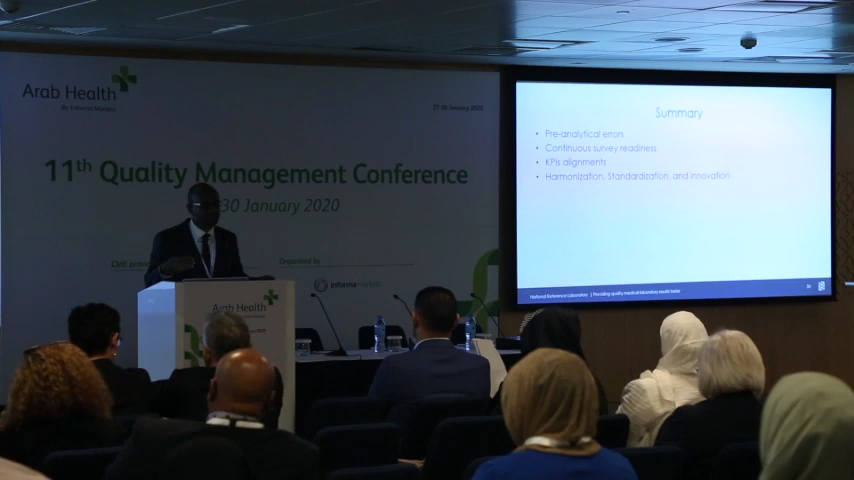 Arab Health
By Informa Markets
27-30 January 2020
11th Quality Management Conference
30 January 2020
Organised by
informa markets
Arab Health
Summary
• Pre-analytical errors
• Continuous survey readiness
• KPIs alignments
• Harmonization, Standardization, and Innovation
National Reference Laboratory | Providing quality medical laboratory results faster